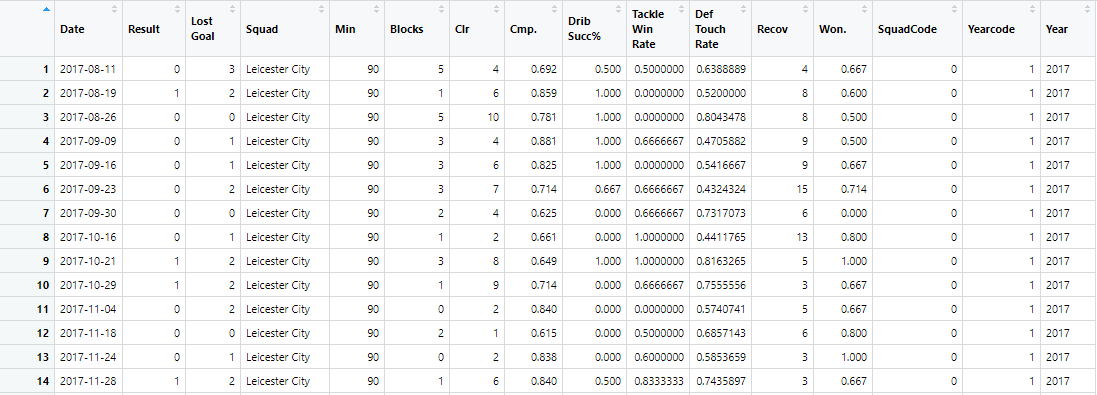 Date Result Lost Goal Squad Min Blocks Clr Cmp. Drib Succ% Tackle Win Rate Def Touch Rate Recov Won. SquadCode Yearcode Year
1 2017-08-11 0 3 Leicester City 90 5 4 0.692 0.500 0.5000000 0.6388889 4 0.667 0 1 2017
2 2017-08-19 1 2 Leicester City 90 1 6 0.859 1.000 0.0000000 0.5200000 8 0.600 0 1 2017
3 2017-08-26 0 0 Leicester City 90 5 10 0.781 1.000 0.0000000 0.8043478 8 0.500 0 1 2017
4 2017-09-09 0 1 Leicester City 90 3 4 0.881 1.000 0.6666667 0.4705882 9 0.500 0 1 2017
5 2017-09-16 0 1 Leicester City 90 3 6 0.825 1.000 0.0000000 0.5416667 9 0.667 0 1 2017
6 2017-09-23 0 2 Leicester City 90 3 7 0.714 0.667 0.6666667 0.4324324 15 0.714 0 1 2017
7 2017-09-30 0 0 Leicester City 90 2 4 0.625 0.000 0.6666667 0.7317073 6 0.000 0 1 2017
8 2017-10-16 0 1 Leicester City 90 1 2 0.661 0.000 1.0000000 0.4411765 13 0.800 0 1 2017
9 2017-10-21 1 2 Leicester City 90 3 8 0.649 1.000 1.0000000 0.8163265 5 1.000 0 1 2017
10 2017-10-29 1 2 Leicester City 90 1 9 0.714 0.000 0.6666667 0.7555556 3 0.667 0 1 2017
11 2017-11-04 0 2 Leicester City 90 0 2 0.840 0.000 0.0000000 0.5740741 5 0.667 0 1 2017
12 2017-11-18 0 0 Leicester City 90 2 1 0.615 0.000 0.5000000 0.6857143 6 0.800 0 1 2017
13 2017-11-24 0 1 Leicester City 90 0 2 0.838 0.000 0.6000000 0.5853659 3 1.000 0 1 2017
14 2017-11-28 1 2 Leicester City 90 1 6 0.840 0.500 0.8333333 0.7435897 3 0.667 0 1 2017